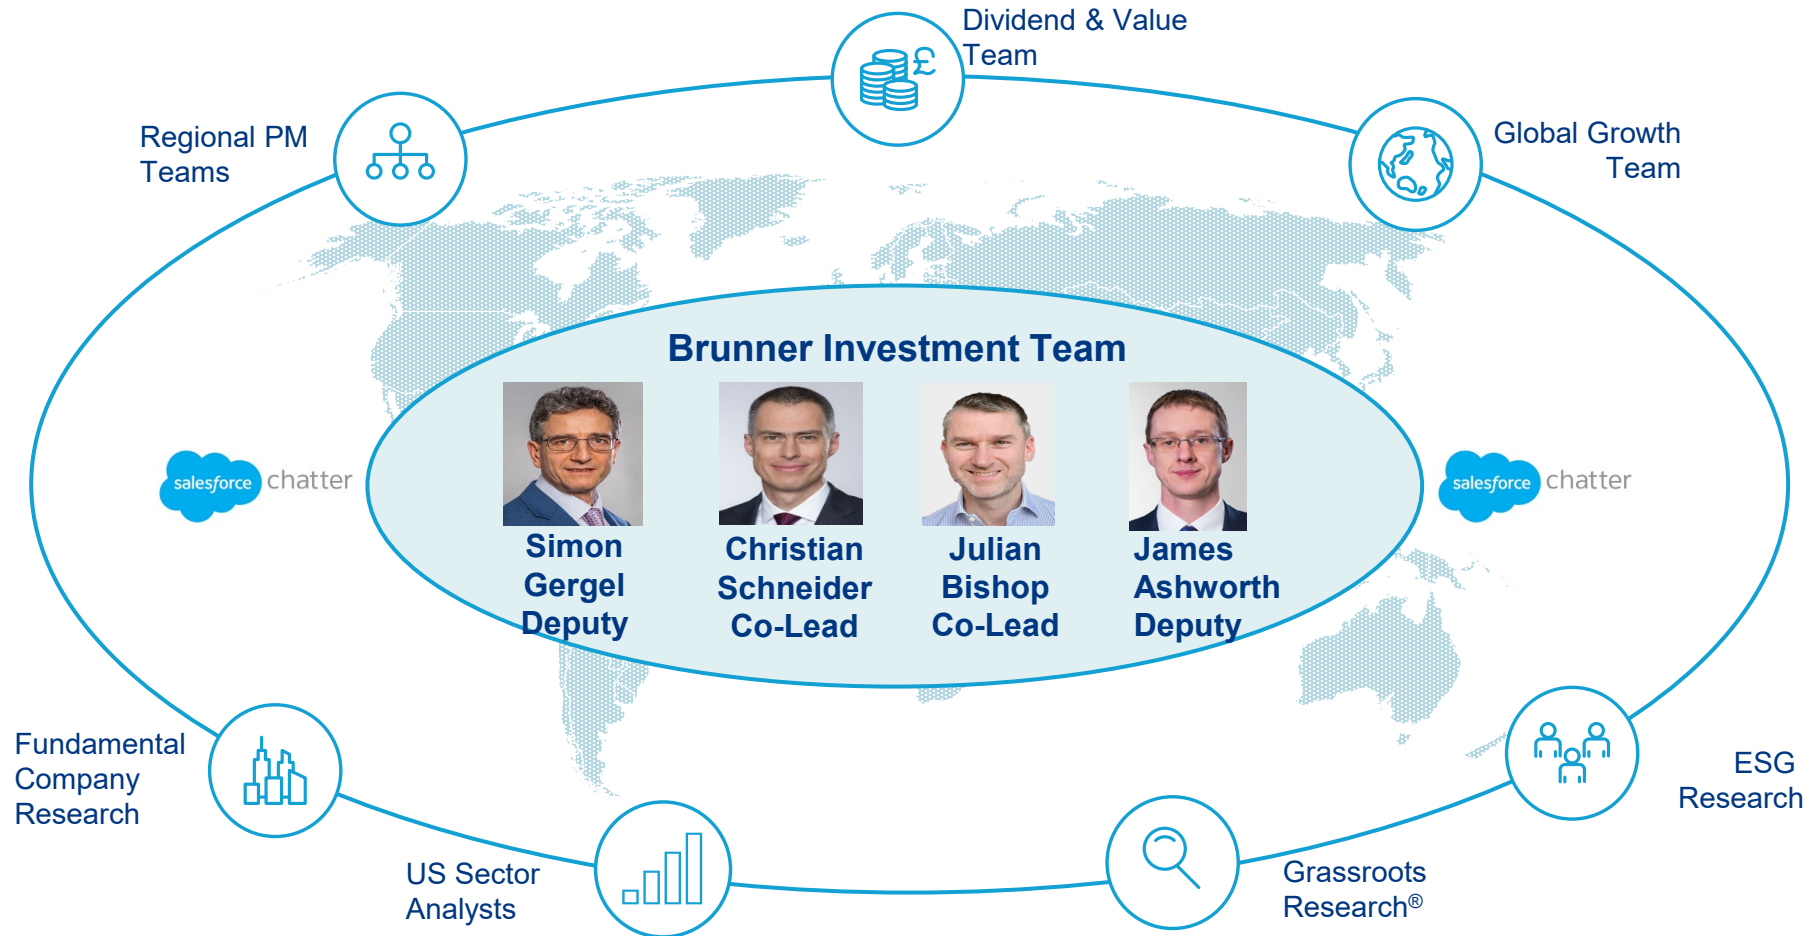 Dividend & Value
Team
Regional PM
Teams
Global Growth
Team
Brunner Investment Team
Simon
Gergel
Deputy
Christian
Schneider
Co-Lead
Julian
Bishop
Co-Lead
James
Ashworth
Deputy
salesforce chatter
salesforce chatter
Fundamental
Company
Research
US Sector
Analysts
Grassroots
Research®
ESG
Research
£